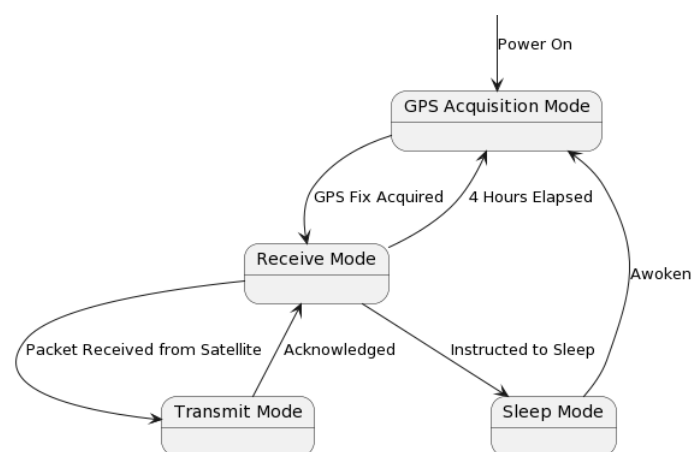 Power On
GPS Acquisition Mode
GPS Fix Acquired
4 Hours Elapsed
Receive Mode
Awoken
Packet Received from Satellite
Acknowledged
Instructed to Sleep
Transmit Mode
Sleep Mode